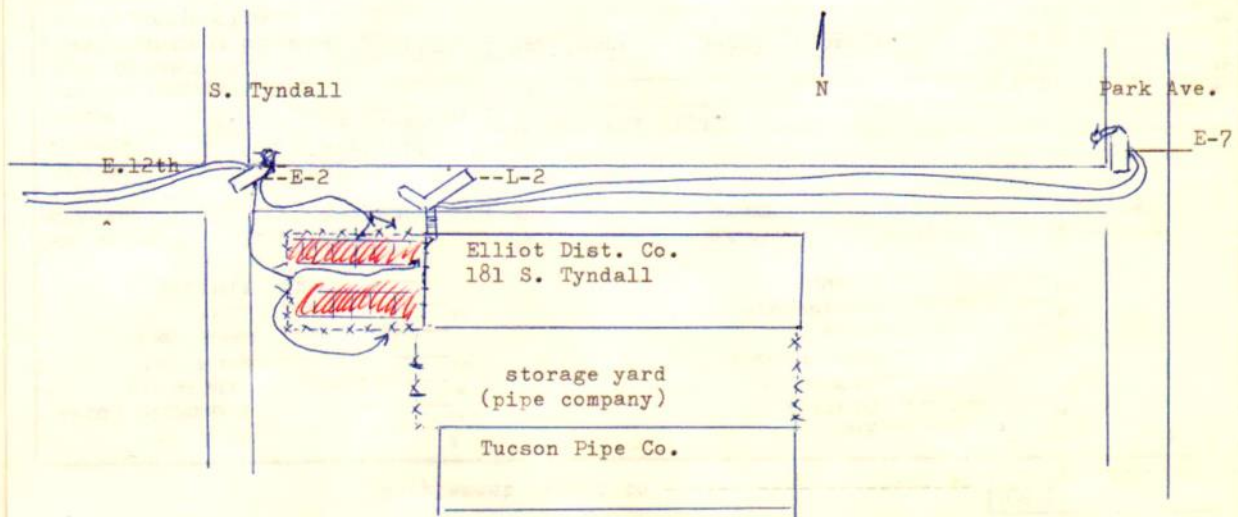 S. Tyndall
N
Park Ave.
E.12th
E-2
L-2
E-7
Elliot Dist. Co.
181 S. Tyndall
storage yard
(pipe company)
Tucson Pipe Co.